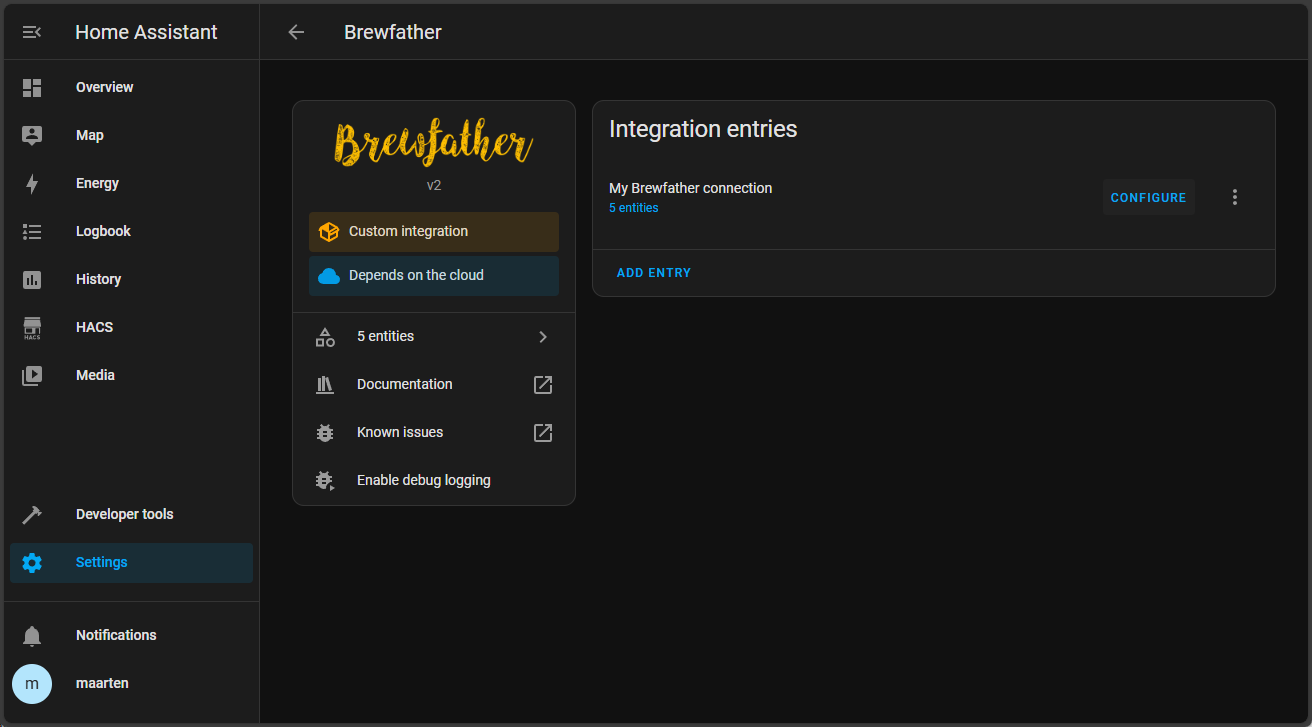 Home Assistant
Overview
Map
Energy
Logbook
History
HACS
HACS
Media
Developer tools
Settings
Notifications
m
maarten
Brewfather
Brewfather
v2
Custom integration
Depends on the cloud
5 entities
Documentation
Known issues
Enable debug logging
Integration entries
My Brewfather connection
5 entities
CONFIGURE
ADD ENTRY